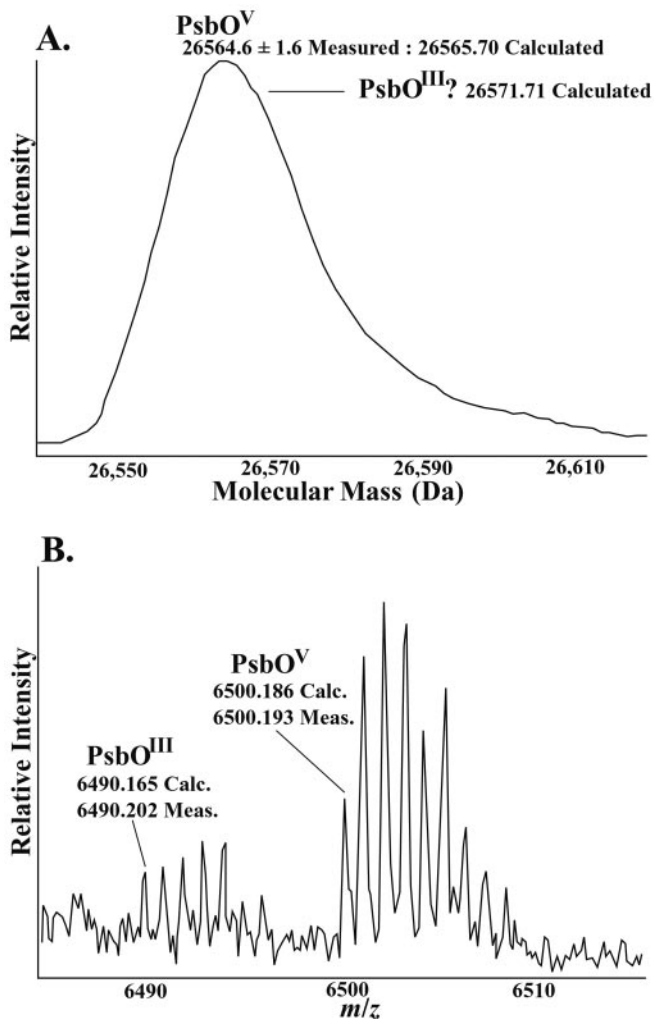 A.
PsbO^V
26564.6 ± 1.6 Measured : 26565.70 Calculated
PsbO^III? 26571.71 Calculated
Relative Intensity
26,550 26,570 26,590 26,610
Molecular Mass (Da)
B.
PsbO^V
6500.186 Calc.
6500.193 Meas.
PsbO^III
6490.165 Calc.
6490.202 Meas.
Relative Intensity
6490 6500 6510
m/z